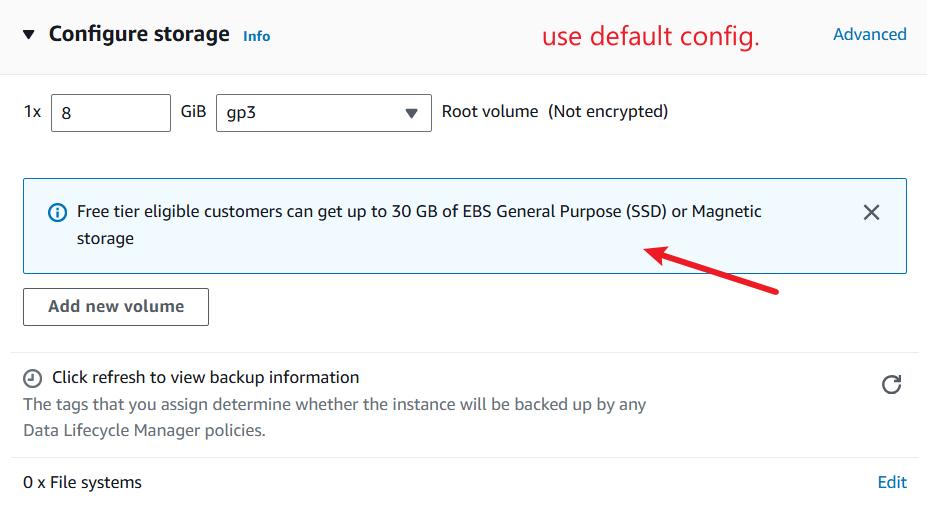 Configure storage Info use default config. Advanced
1x 8 GiB gp3 Root volume (Not encrypted)
Free tier eligible customers can get up to 30 GB of EBS General Purpose (SSD) or Magnetic
storage
Add new volume
Click refresh to view backup information
The tags that you assign determine whether the instance will be backed up by any
Data Lifecycle Manager policies.
0 x File systems Edit